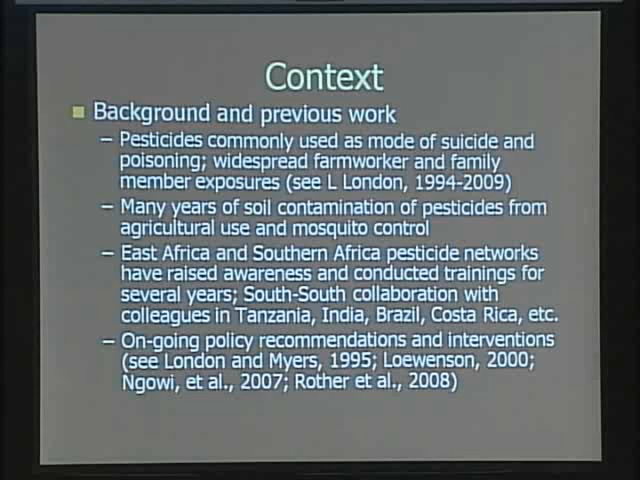 Context
Background and previous work
– Pesticides commonly used as mode of suicide and
poisoning; widespread farmworker and family
member exposures (see L London, 1994-2009)
– Many years of soil contamination of pesticides from
agricultural use and mosquito control
– East Africa and Southern Africa pesticide networks
have raised awareness and conducted trainings for
several years; South-South collaboration with
colleagues in Tanzania, India, Brazil, Costa Rica, etc.
– On-going policy recommendations and interventions
(see London and Myers, 1995; Loewenson, 2000;
Ngowi, et al., 2007; Rother et al., 2008)